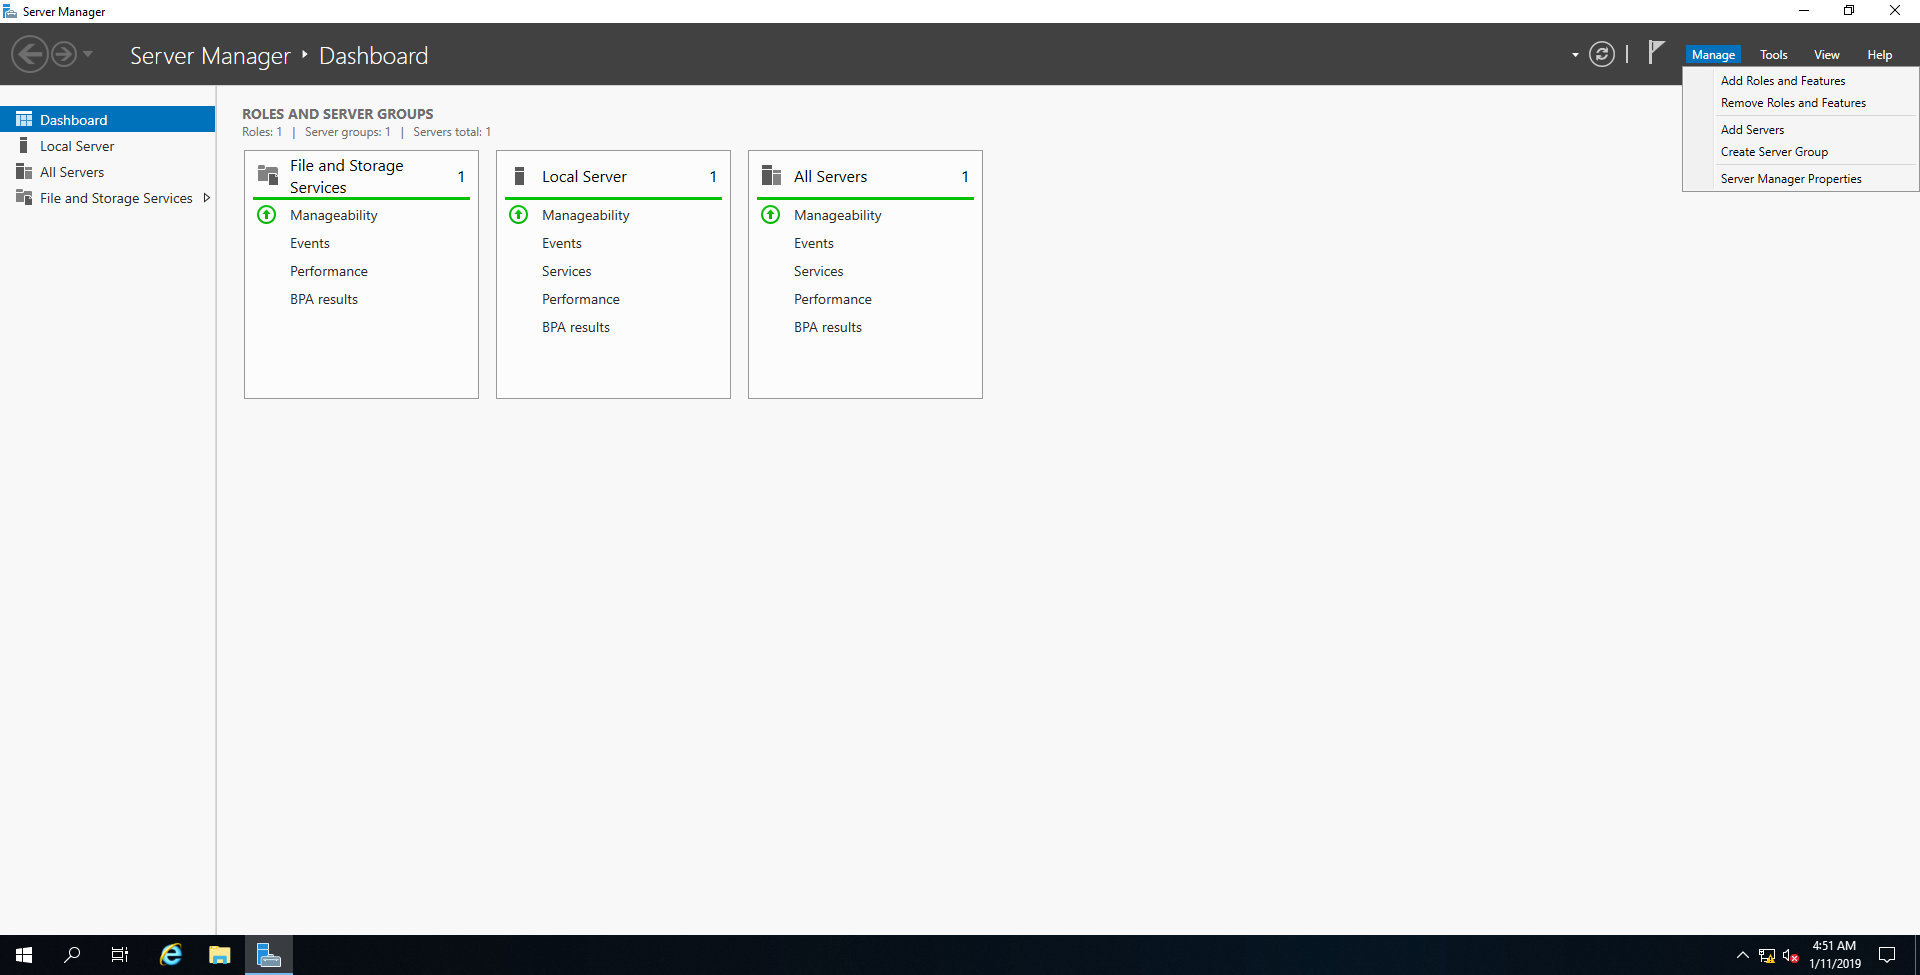 Server Manager
Server Manager ‣ Dashboard
Manage Tools View Help
Add Roles and Features
Remove Roles and Features
Add Servers
Create Server Group
Server Manager Properties
Dashboard
Local Server
All Servers
File and Storage Services
ROLES AND SERVER GROUPS
Roles: 1 | Server groups: 1 | Servers total: 1
File and Storage
Services 1
Manageability
Events
Performance
BPA results
Local Server 1
Manageability
Events
Services
Performance
BPA results
All Servers 1
Manageability
Events
Services
Performance
BPA results
4:51 AM
1/11/2019